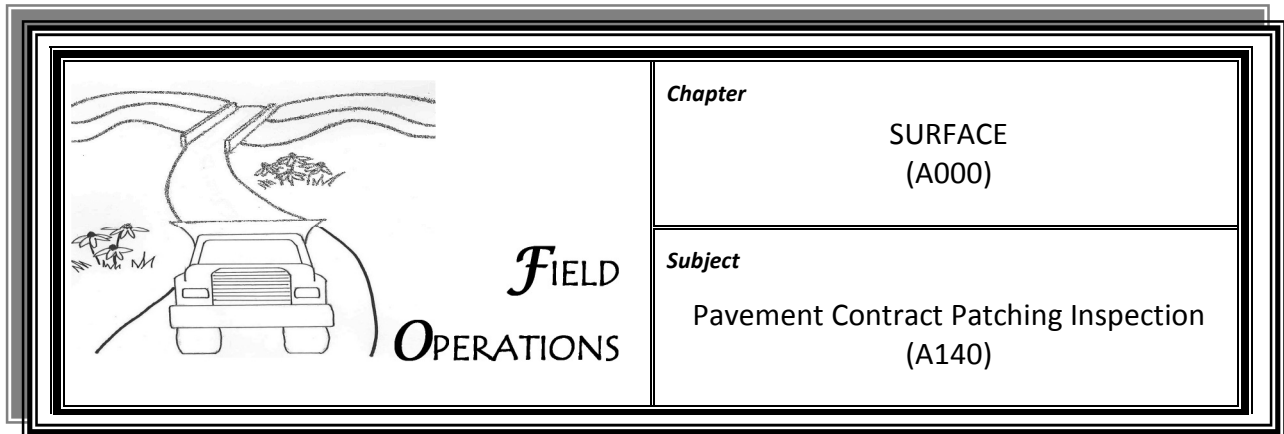 FIELD
OPERATIONS
Chapter
SURFACE
(A000)
Subject
Pavement Contract Patching Inspection
(A140)